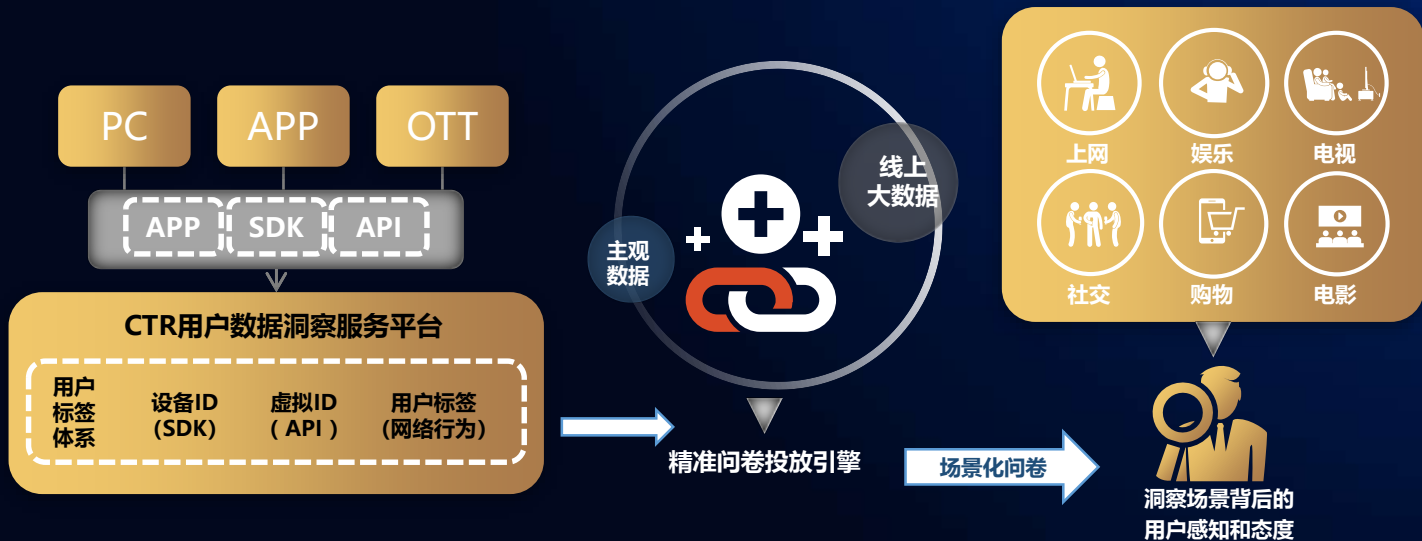 PC
APP
OTT
APP
SDK
API
CTR用户数据洞察服务平台
用户
标签
体系
设备ID
(SDK)
虚拟ID
( API )
用户标签
(网络行为)
主观
数据
线上
大数据
精准问卷投放引擎
场景化问卷
上网
娱乐
电视
社交
购物
电影
洞察场景背后的
用户感知和态度